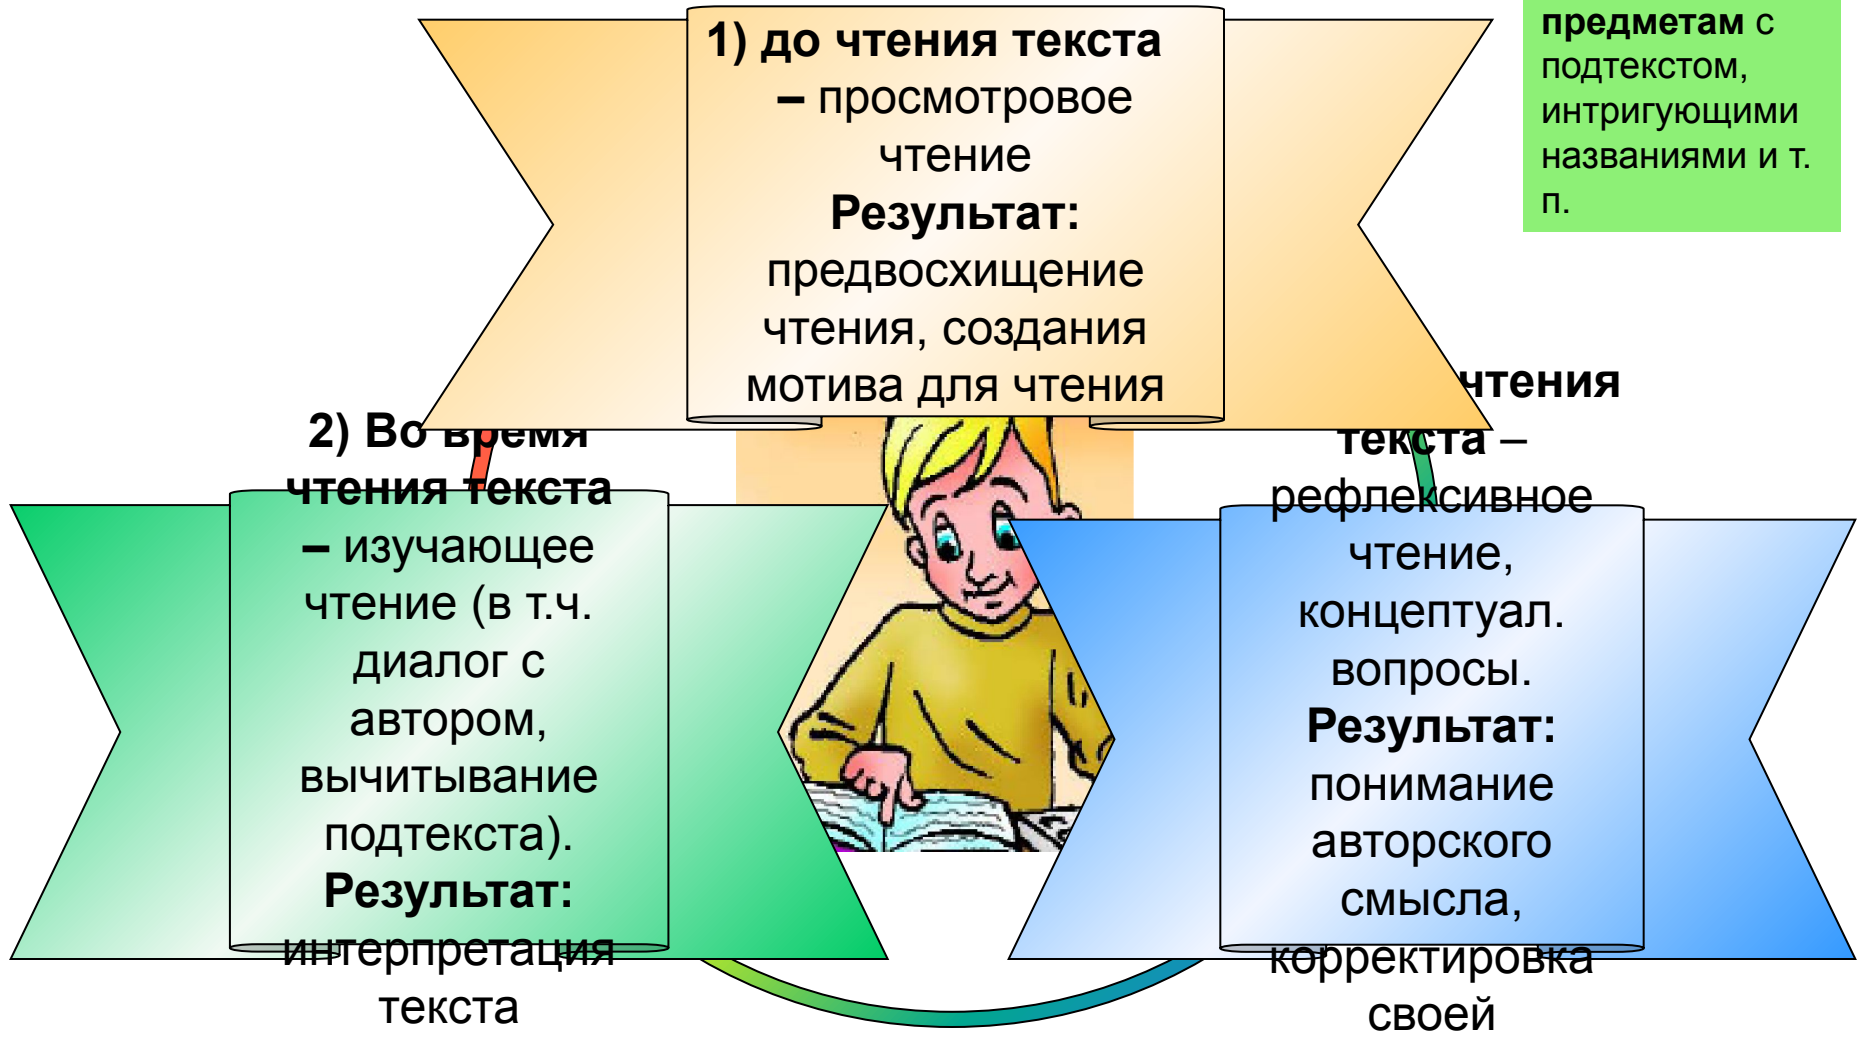 1) до чтения текста
– просмотровое
чтение
Результат:
предвосхищение
чтения, создания
мотива для чтения
предметам с
подтекстом,
интригующими
названиями и т.
п.
2) Во время
чтения текста
– изучающее
чтение (в т.ч.
диалог с
автором,
вычитывание
подтекста).
Результат:
интерпретация
текста
чтения
текста –
рефлексивное
чтение,
концептуал.
вопросы.
Результат:
понимание
авторского
смысла,
корректировка
своей